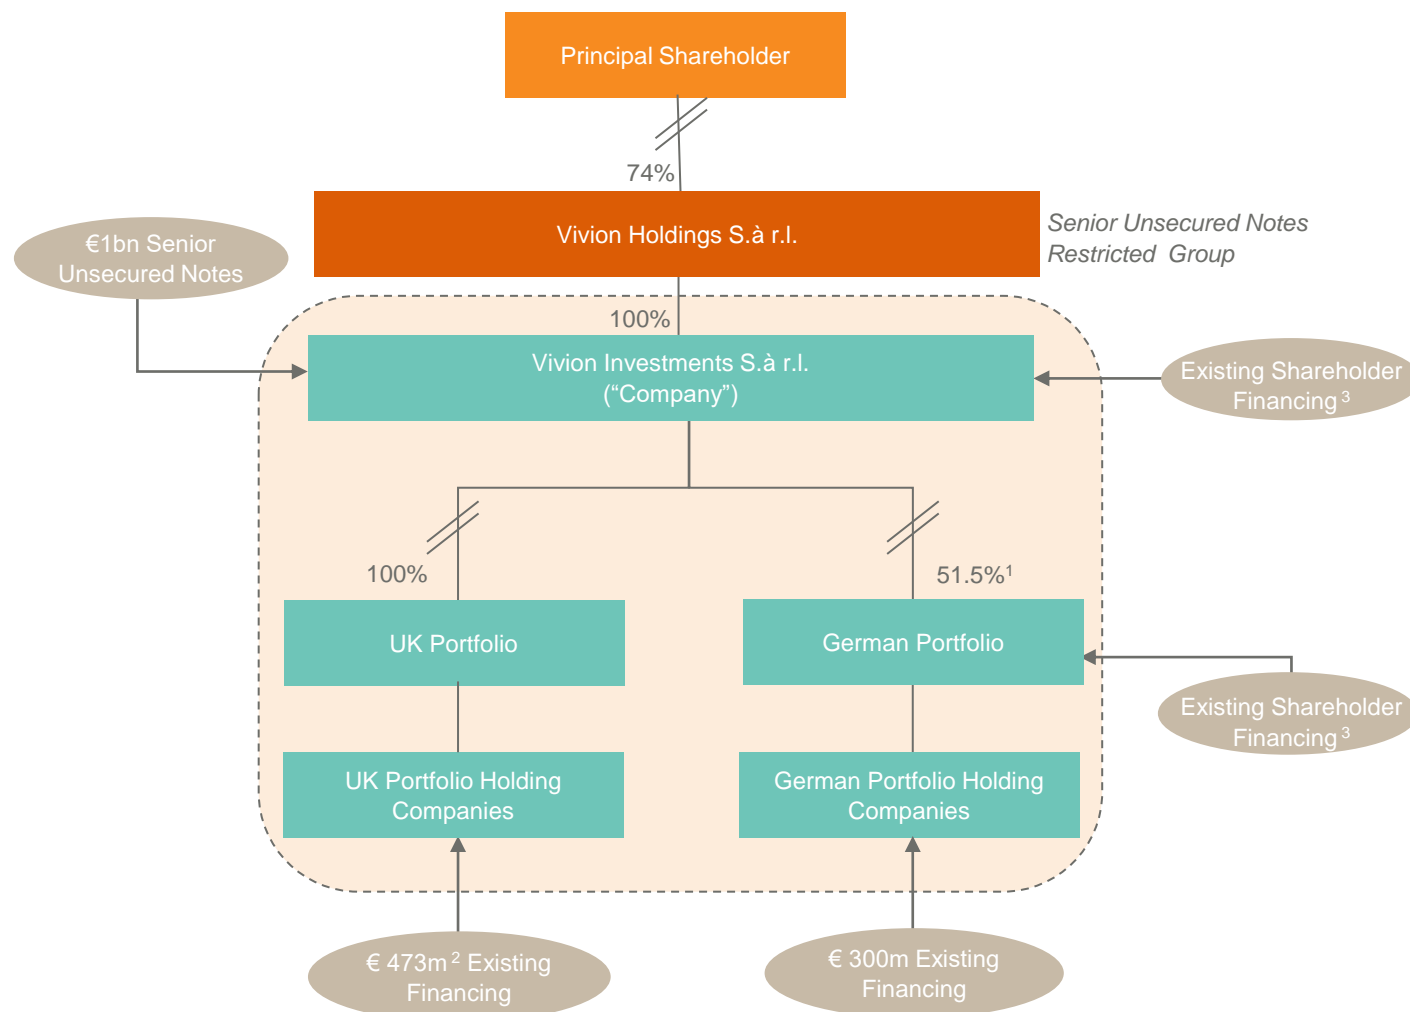 Principal Shareholder
74%
Vivion Holdings S.à r.l.
Senior Unsecured Notes
Restricted Group
€1bn Senior
Unsecured Notes
100%
Vivion Investments S.à r.l.
(“Company”)
Existing Shareholder
Financing 3
100%
51.5%1
UK Portfolio
German Portfolio
Existing Shareholder
Financing 3
UK Portfolio Holding
Companies
German Portfolio Holding
Companies
€ 473m 2 Existing
Financing
€ 300m Existing
Financing